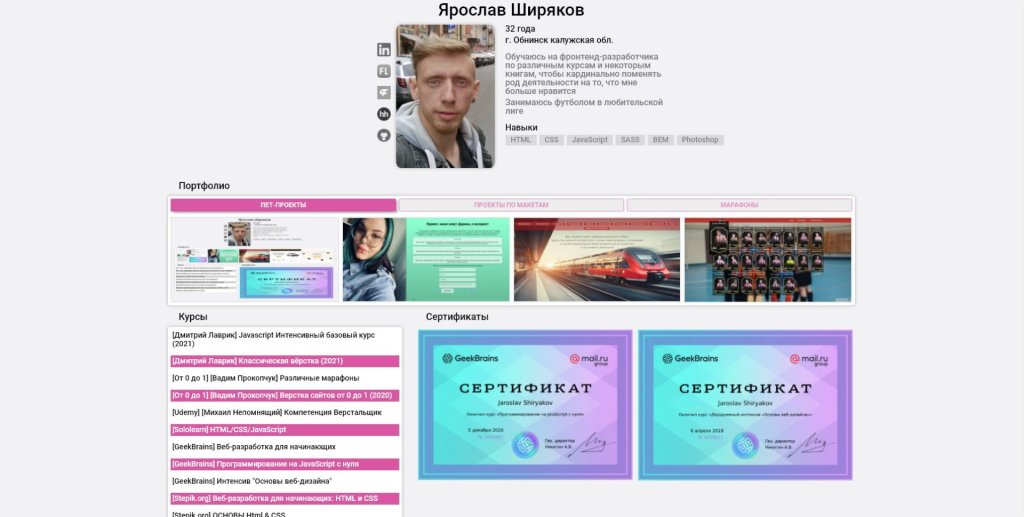 Ярослав Ширяков
32 года
г. Обнинск калужская обл.
in
FL
hh
Обучаюсь на фронтенд-разработчика
по различным курсам и некоторым
книгам, чтобы кардинально поменять
род деятельности на то, что мне
больше нравится
Занимаюсь футболом в любительской
лиге
Навыки
HTML CSS JavaScript SASS BEM Photoshop
Портфолио
ПЕТ-ПРОЕКТЫ ПРОЕКТЫ ПО МАКЕТАМ МАРАФОНЫ
Курсы
[Дмитрий Лаврик] Javascript Интенсивный базовый курс
(2021)
[Дмитрий Лаврик] Классическая вёрстка (2021)
[От 0 до 1] [Вадим Прокопчук] Различные марафоны
[От 0 до 1] [Вадим Прокопчук] Верстка сайтов от 0 до 1 (2020)
[Udemy] [Михаил Непомнящий] Компетенция Верстальщик
[Sololearn] HTML/CSS/JavaScript
[GeekBrains] Веб-разработка для начинающих
[GeekBrains] Программирование на JavaScript с нуля
[GeekBrains] Интенсив "Основы веб-дизайна"
[Stepik.org] Веб-разработка для начинающих: HTML и CSS
[Stepik.org] ОСНОВЫ Html & CSS
Сертификаты
GeekBrains @mail.ru
group
СЕРТИФИКАТ
Jaroslav Shiryakov
Окончил курс «Программирование на JavaScript с нуля»
5 декабря 2020
Ген. директор
Никитин А.В.
GeekBrains @mail.ru
group
СЕРТИФИКАТ
Jaroslav Shiryakov
Окончил курс «Двухдневный интенсив «Основы веб-дизайна»»
6 апреля 2018
Ген. директор
Никитин А.В.